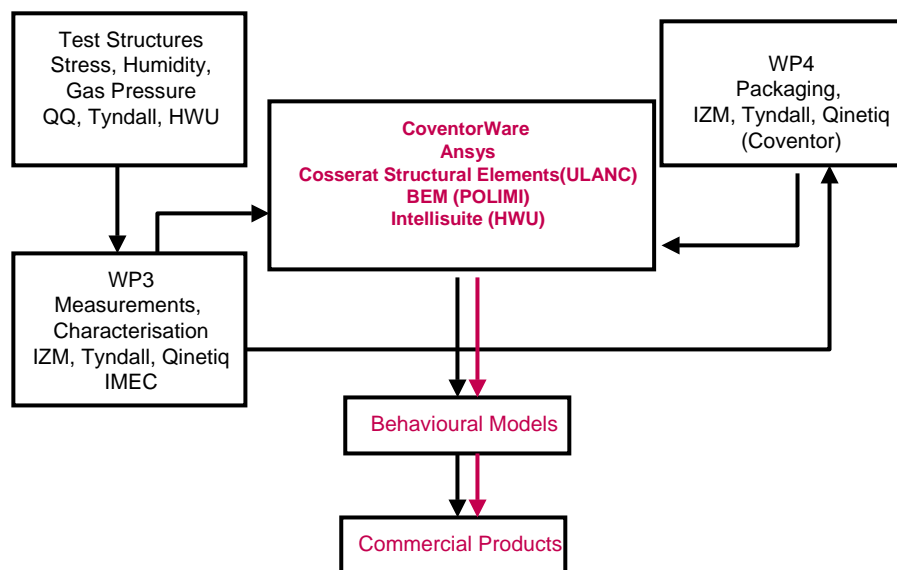 Test Structures
Stress, Humidity,
Gas Pressure
QQ, Tyndall, HWU
WP4
Packaging,
IZM, Tyndall, Qinetiq
(Coventor)
CoventorWare
Ansys
Cosserat Structural Elements(ULANC)
BEM (POLIMI)
Intellisuite (HWU)
WP3
Measurements,
Characterisation
IZM, Tyndall, Qinetiq
IMEC
Behavioural Models
Commercial Products